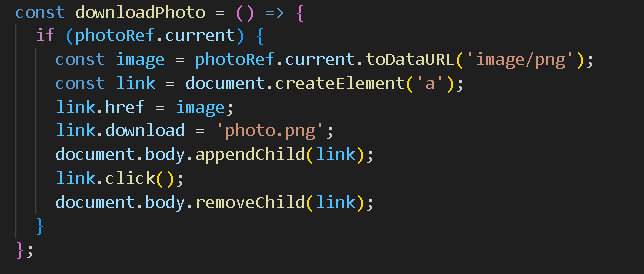 const downloadPhoto = () => {
if (photoRef.current) {
const image = photoRef.current.toDataURL('image/png');
const link = document.createElement('a');
link.href = image;
link.download = 'photo.png';
document.body.appendChild(link);
link.click();
document.body.removeChild(link);
}
};